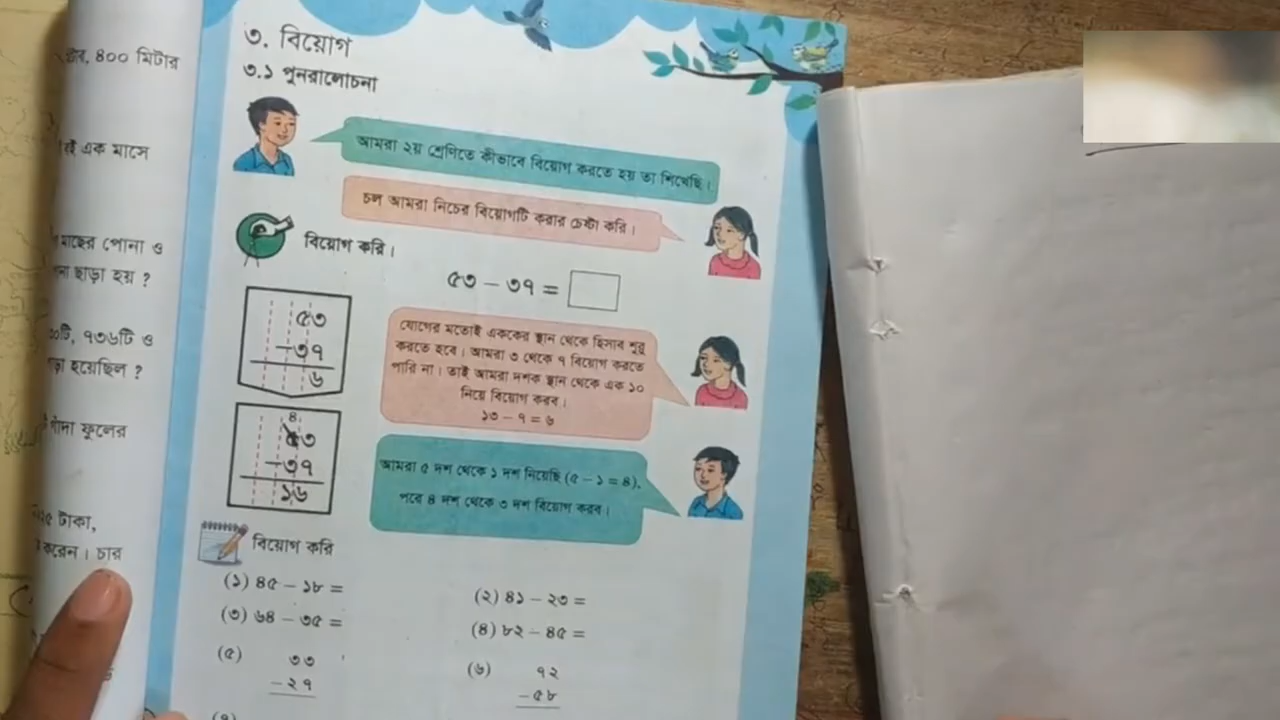 ৩. বিয়োগ
৩.১ পুনরালোচনা
আমরা ২য় শ্রেণিতে কীভাবে বিয়োগ করতে হয় তা শিখেছি।
চল আমরা নিচের বিয়োগটি করার চেষ্টা করি।
বিয়োগ করি।
৫৩ – ৩৭ =
৫৩
– ৩৭
৬
যোগের মতোই এককের স্থান থেকে হিসাব শুরু
করতে হবে। আমরা ৩ থেকে ৭ বিয়োগ করতে
পারি না। তাই আমরা দশক স্থান থেকে এক ১০
নিয়ে বিয়োগ করব।
১৩ – ৭ = ৬
৪
৫৩
– ৩৭
১৬
আমরা ৫ দশ থেকে ১ দশ নিয়েছি (৫ – ১ = ৪),
পরে ৪ দশ থেকে ৩ দশ বিয়োগ করব।
বিয়োগ করি
(১) ৪৫ – ১৮ =
(২) ৪১ – ২৩ =
(৩) ৬৪ – ৩৫ =
(৪) ৮২ – ৪৫ =
(৫) ৩৩
– ২৭
(৬) ৭২
– ৫৮
৪০০ মিটার
এক মাসে
মাছের পোনা ও
ছাড়া হয় ?
৭৩৬টি ও
হয়েছিল ?
ফুলের
টাকা,
করেন। চার